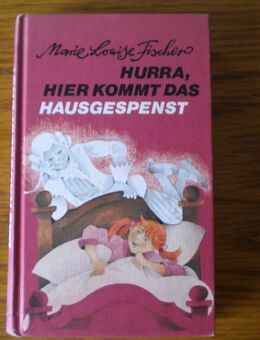 Marie Louise Fischer
HURRA,
HIER KOMMT DAS
HAUSGESPENST